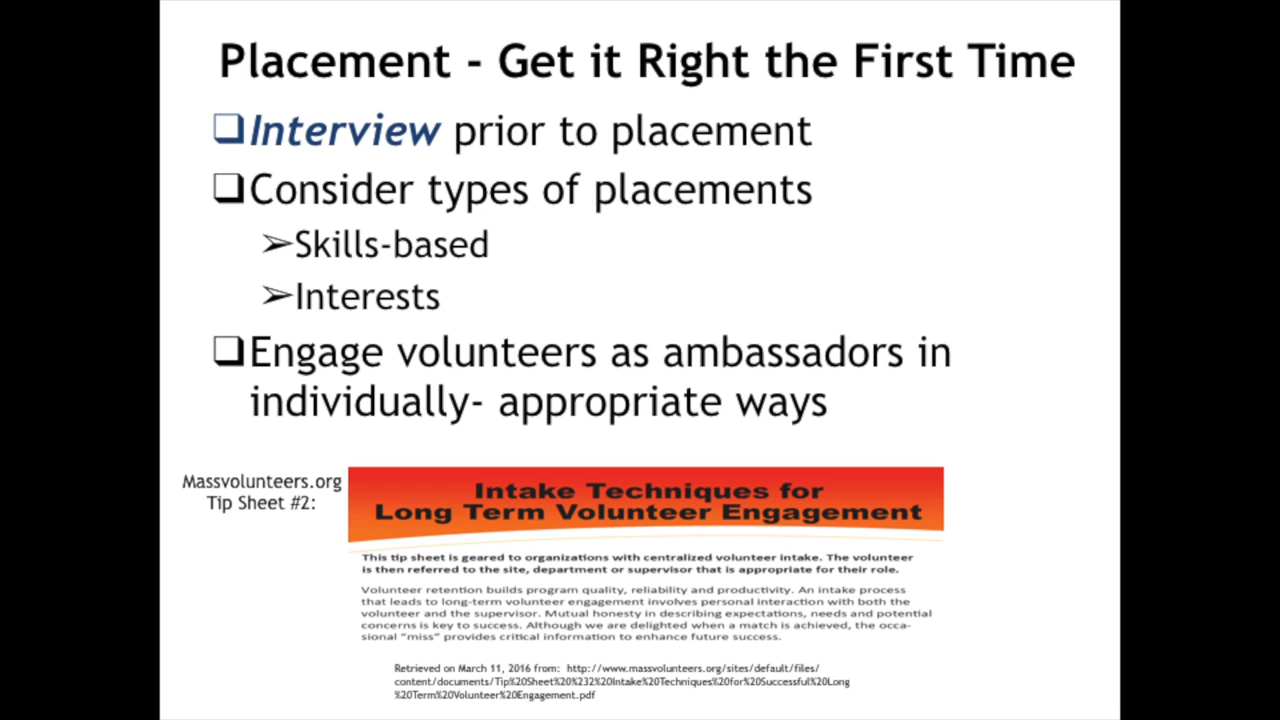 Placement - Get it Right the First Time
❑Interview prior to placement
❑Consider types of placements
➢Skills-based
➢Interests
❑Engage volunteers as ambassadors in
individually- appropriate ways
Massvolunteers.org
Tip Sheet #2:
Intake Techniques for
Long Term Volunteer Engagement
This tip sheet is geared to organizations with centralized volunteer intake. The volunteer
is then referred to the site, department or supervisor that is appropriate for their role.
Volunteer retention builds program quality, reliability and productivity. An intake process
that leads to long-term volunteer engagement involves personal interaction with both the
volunteer and the supervisor. Mutual honesty in describing expectations, needs and potential
concerns is key to success. Although we are delighted when a match is achieved, the occa-
sional “miss” provides critical information to enhance future success.
Retrieved on March 11, 2016 from: http://www.massvolunteers.org/sites/default/files/
content/documents/Tip%20Sheet%20%232%20Intake%20Techniques%20for%20Successful%20Long
%20Term%20Volunteer%20Engagement.pdf